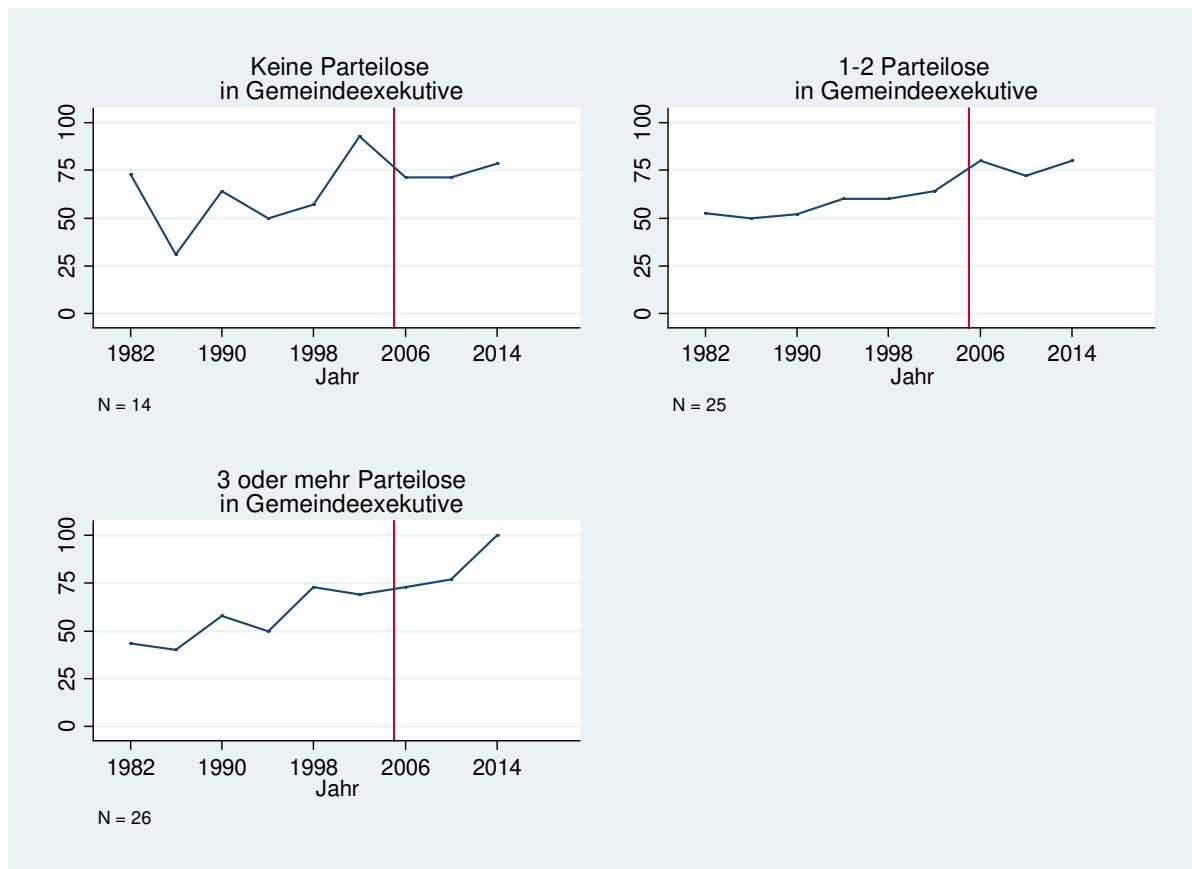 Keine Parteilose
in Gemeindeexekutive
100
75
50
25
0
1982 1990 1998 2006 2014
Jahr
N = 14
1-2 Parteilose
in Gemeindeexekutive
100
75
50
25
0
1982 1990 1998 2006 2014
Jahr
N = 25
3 oder mehr Parteilose
in Gemeindeexekutive
100
75
50
25
0
1982 1990 1998 2006 2014
Jahr
N = 26